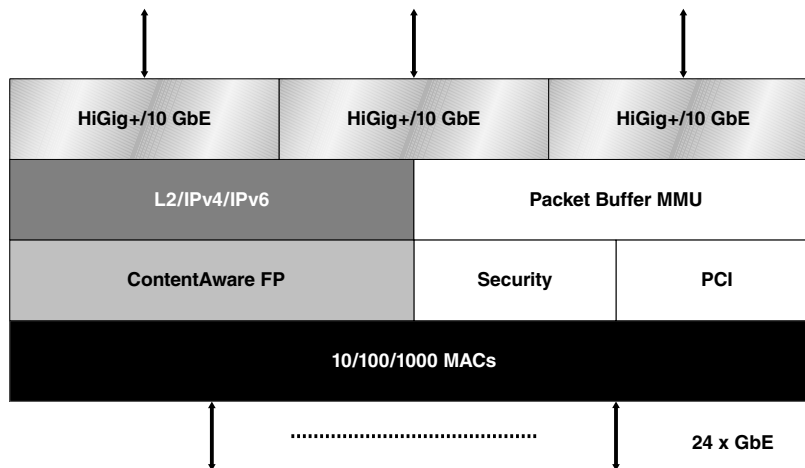 HiGig+/10 GbE
HiGig+/10 GbE
HiGig+/10 GbE
L2/IPv4/IPv6
Packet Buffer MMU
ContentAware FP
Security
PCI
10/100/1000 MACs
24 x GbE